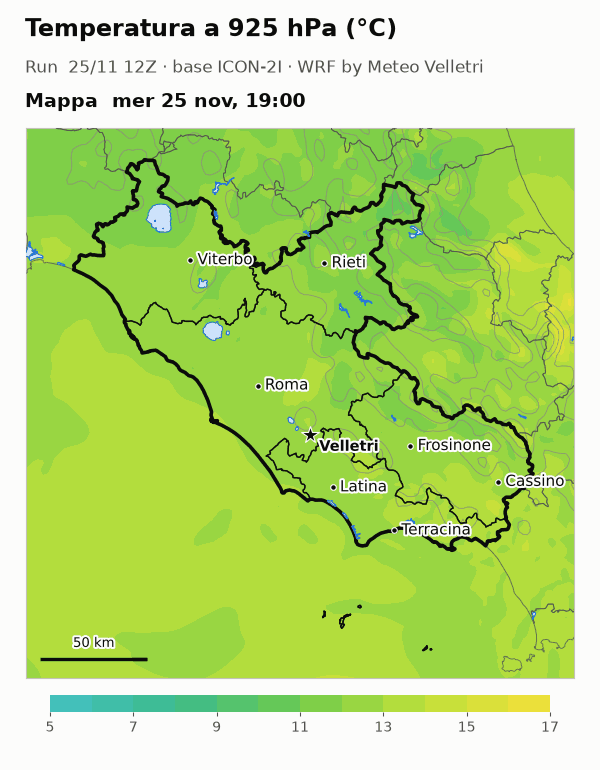 Temperatura a 925 hPa (°C)
Run  25/11 12Z · base ICON-2I · WRF by Meteo Velletri
Mappa  mer 25 nov, 19:00
Viterbo
Rieti
Roma
Velletri
Frosinone
Cassino
Latina
Terracina
50 km
5 7 9 11 13 15 17